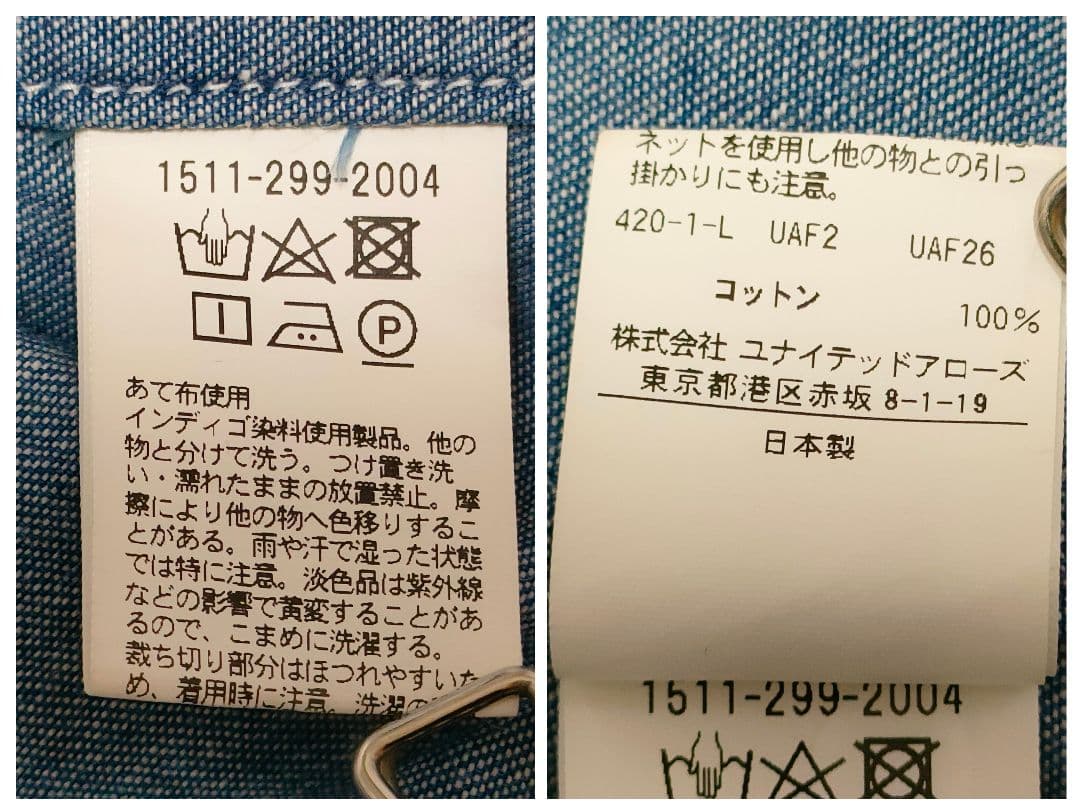 1511-299-2004
P
あて布使用
インディゴ染料使用製品。他の
物と分けて洗う。つけ置き洗
い・濡れたままの放置禁止。摩
擦により他の物へ色移りするこ
とがある。雨や汗で湿った状態
では特に注意。淡色品は紫外線
などの影響で黄変することがあ
るので、こまめに洗濯する。
裁ち切り部分はほつれやすいた
め、着用時に注意。洗濯の
ネットを使用し他の物との引っ
掛かりにも注意。
420-1-L UAF2 UAF26
コットン 100%
株式会社 ユナイテッドアローズ
東京都港区赤坂 8-1-19
日本製
1511-299-2004